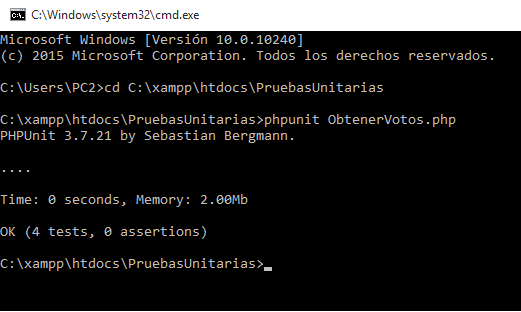 C:\Windows\system32\cmd.exe
Microsoft Windows [Versión 10.0.10240]
(c) 2015 Microsoft Corporation. Todos los derechos reservados.
C:\Users\PC2>cd C:\xampp\htdocs\PruebasUnitarias
C:\xampp\htdocs\PruebasUnitarias>phpunit ObtenerVotos.php
PHPUnit 3.7.21 by Sebastian Bergmann.
....
Time: 0 seconds, Memory: 2.00Mb
OK (4 tests, 0 assertions)
C:\xampp\htdocs\PruebasUnitarias>